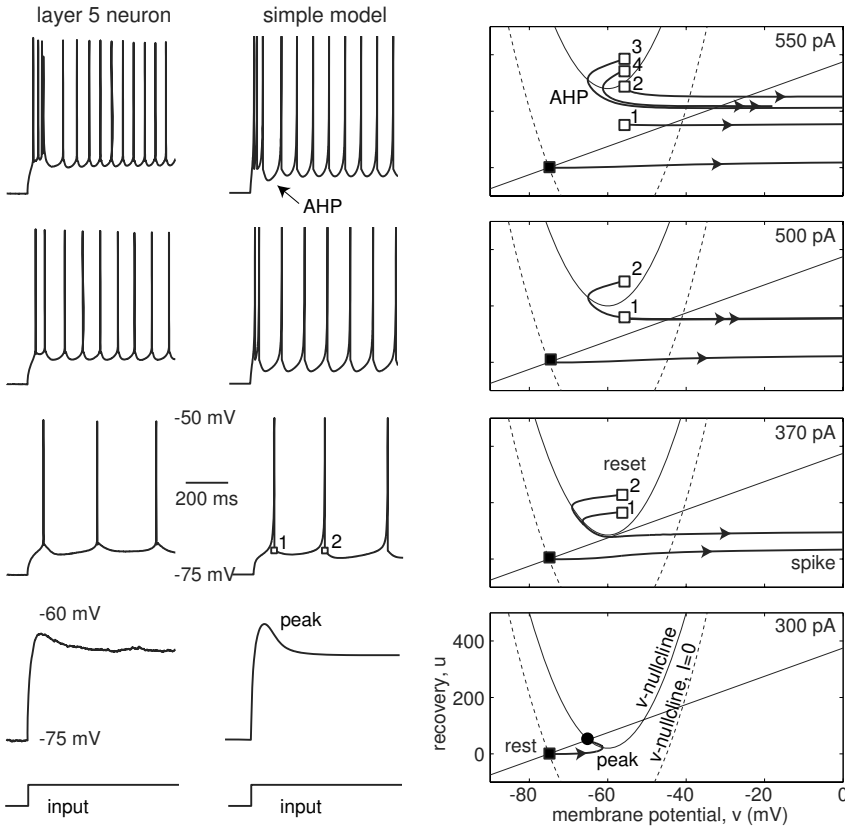 layer 5 neuron
simple model
AHP
-50 mV
200 ms
1
2
-75 mV
-60 mV
peak
-75 mV
input
input
550 pA
3
4
2
AHP
1
500 pA
2
1
370 pA
reset
2
1
spike
300 pA
400
200
0
recovery, u
v-nullcline
v-nullcline, I=0
rest
peak
-80
-60
-40
-20
0
membrane potential, v (mV)